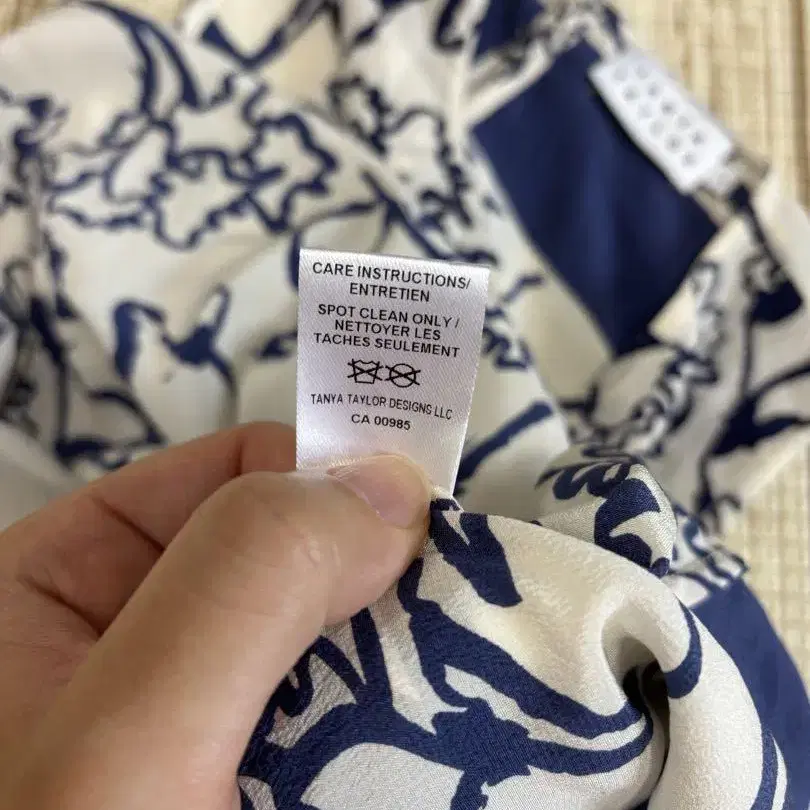 CARE INSTRUCTIONS/
ENTRETIEN
SPOT CLEAN ONLY /
NETTOYER LES
TACHES SEULEMENT
TANYA TAYLOR DESIGNS LLC
CA 00985